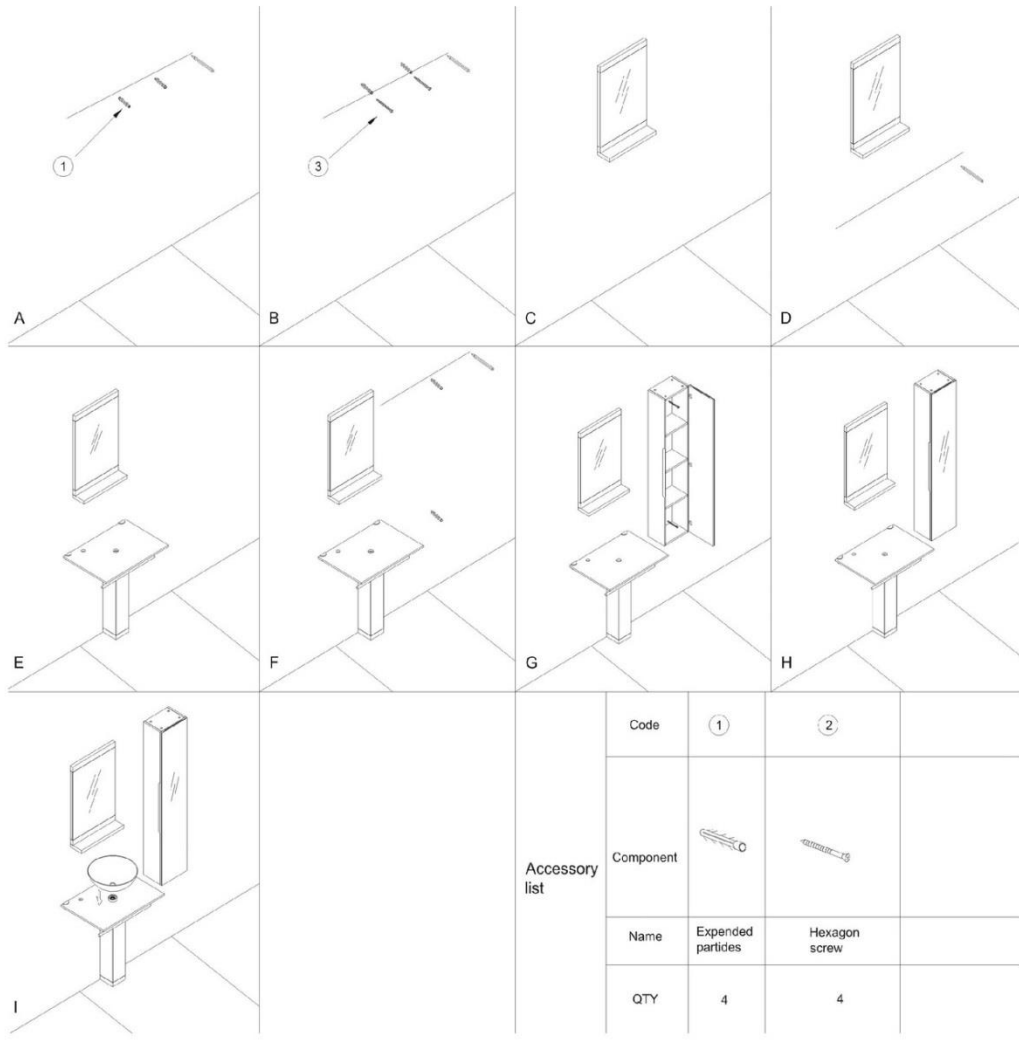 1
A
3
B
C
D
E
F
G
H
I
Accessory
list
Code
1
2
Component
Name
Expended
partides
Hexagon
screw
QTY
4
4